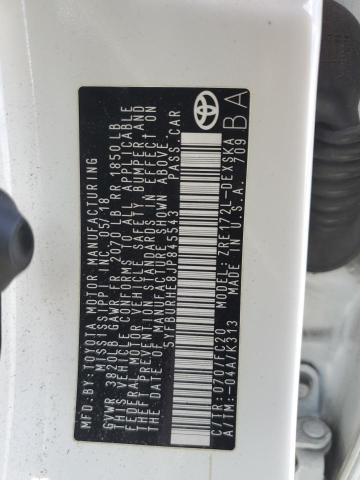 MFD.BY:TOYOTA MOTOR MANUFACTURING
MISSISSIPPI INC. 05/18
GVWR 3820LB GAWR FR 2070 LB RR 1850 LB
THIS VEHICLE CONFORMS TO ALL APPLICABLE
FEDERAL MOTOR VEHICLE SAFETY, BUMPER AND
THEFT PREVENTION STANDARDS IN EFFECT ON
THE DATE OF MANUFACTURE SHOWN ABOVE.
5YFBURHE8JP845543 PASS.CAR
C/TR: 070/FC20 MODEL: ZRE172L-DEXSKA
A/TM:-04A/K313 MADE IN U.S.A. 709
BA
TOYOTA